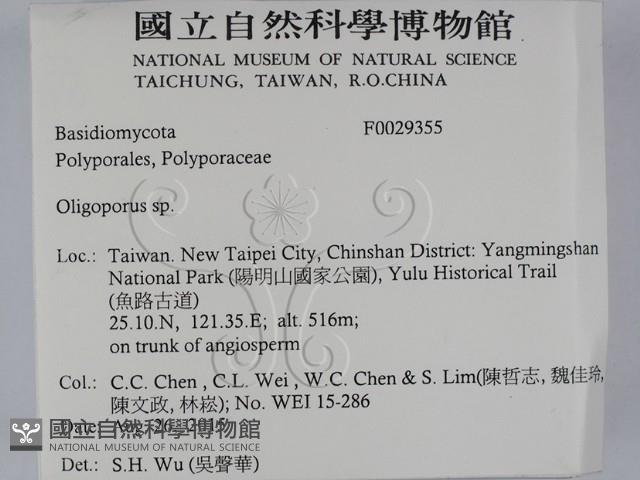 國立自然科學博物館
NATIONAL MUSEUM OF NATURAL SCIENCE
TAICHUNG, TAIWAN, R.O.CHINA
Basidiomycota F0029355
Polyporales, Polyporaceae
Oligoporus sp.
Loc.: Taiwan. New Taipei City, Chinshan District: Yangmingshan
National Park (陽明山國家公園), Yulu Historical Trail
(魚路古道)
25.10.N, 121.35.E; alt. 516m;
on trunk of angiosperm
Col.: C.C. Chen , C.L. Wei , W.C. Chen & S. Lim(陳哲志, 魏佳玲,
陳文政, 林崧); No. WEI 15-286
Date: Aug. 26, 2015
國立自然科學博物館
NATIONAL MUSEUM OF NATURAL SCIENCE
Det.: S.H. Wu (吳聲華)